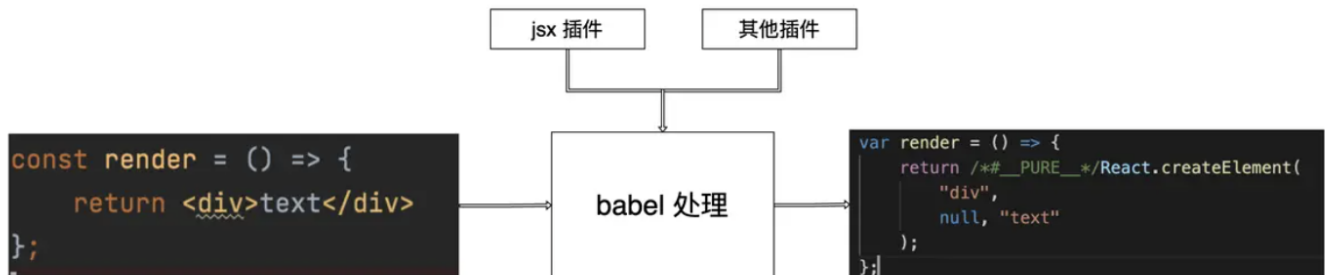 jsx 插件
其他插件
const render = () => {
return <div>text</div>
};
babel 处理
var render = () => {
return /*#__PURE__*/React.createElement(
"div",
null, "text"
);
};